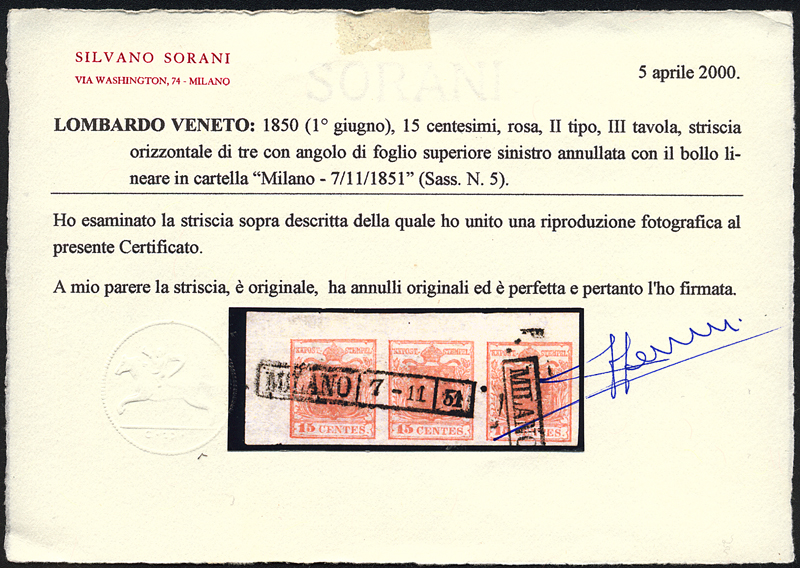 SORANI
SILVANO SORANI
VIA WASHINGTON, 74 - MILANO
5 aprile 2000.
LOMBARDO VENETO: 1850 (1° giugno), 15 centesimi, rosa, II tipo, III tavola, striscia
orizzontale di tre con angolo di foglio superiore sinistro annullata con il bollo li-
neare in cartella “Milano - 7/11/1851” (Sass. N. 5).
Ho esaminato la striscia sopra descritta della quale ho unito una riproduzione fotografica al
presente Certificato.
A mio parere la striscia, è originale, ha annulli originali ed è perfetta e pertanto l'ho firmata.
MILANO 7 - 11 51
MILANO
15 CENTES. 15 CENTES.